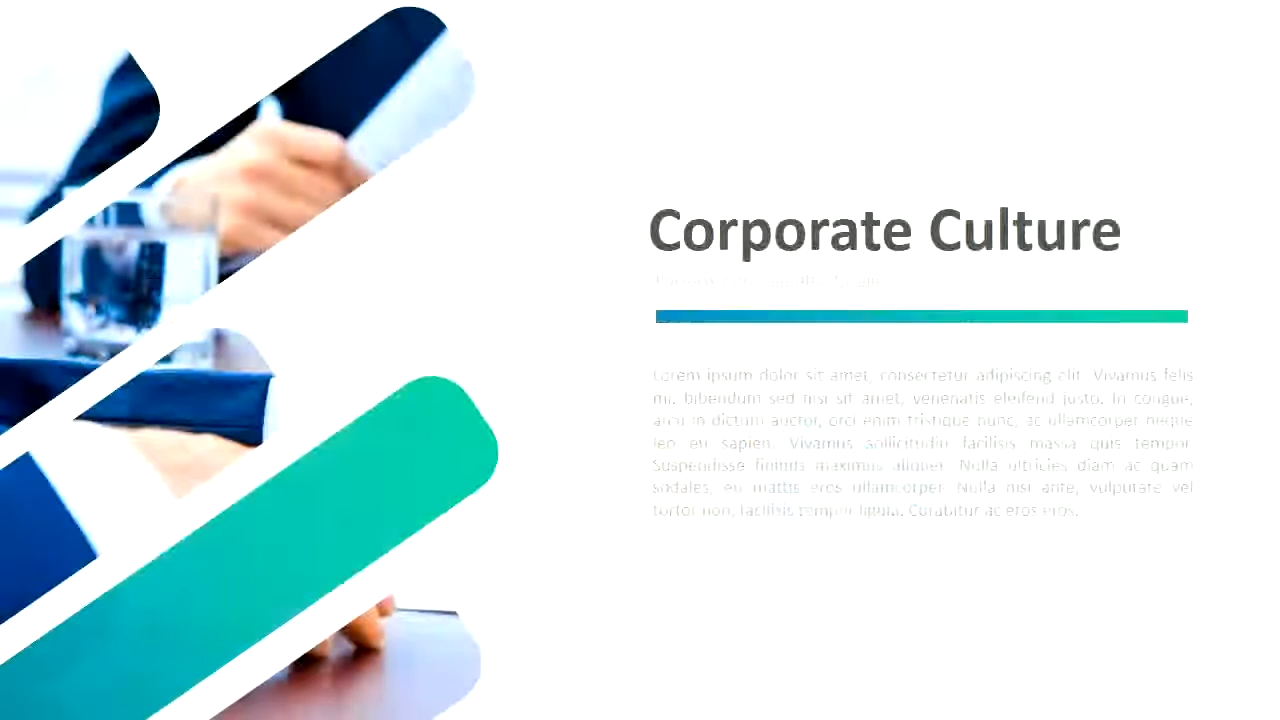 Corporate Culture
Lorem ipsum dolor sit amet, consectetur adipiscing elit. Vivamus felis
mi, bibendum sed nisi sit amet, venenatis eleifend justo. In congue,
arcu in dictum auctor, orci enim tristique nunc, ac ullamcorper neque
leo eu sapien. Vivamus sollicitudin facilisis massa quis tempor.
Suspendisse finibus maximus aliquet. Nulla ultricies diam ac quam
sodales, eu mattis eros ullamcorper. Nulla nisi ante, vulputate vel
tortor non, facilisis tempor ligula. Curabitur ac eros eros.